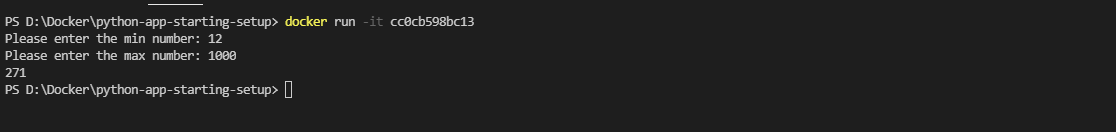 PS D:\Docker\python-app-starting-setup> docker run -it cc0cb598bc13
Please enter the min number: 12
Please enter the max number: 1000
271
PS D:\Docker\python-app-starting-setup>